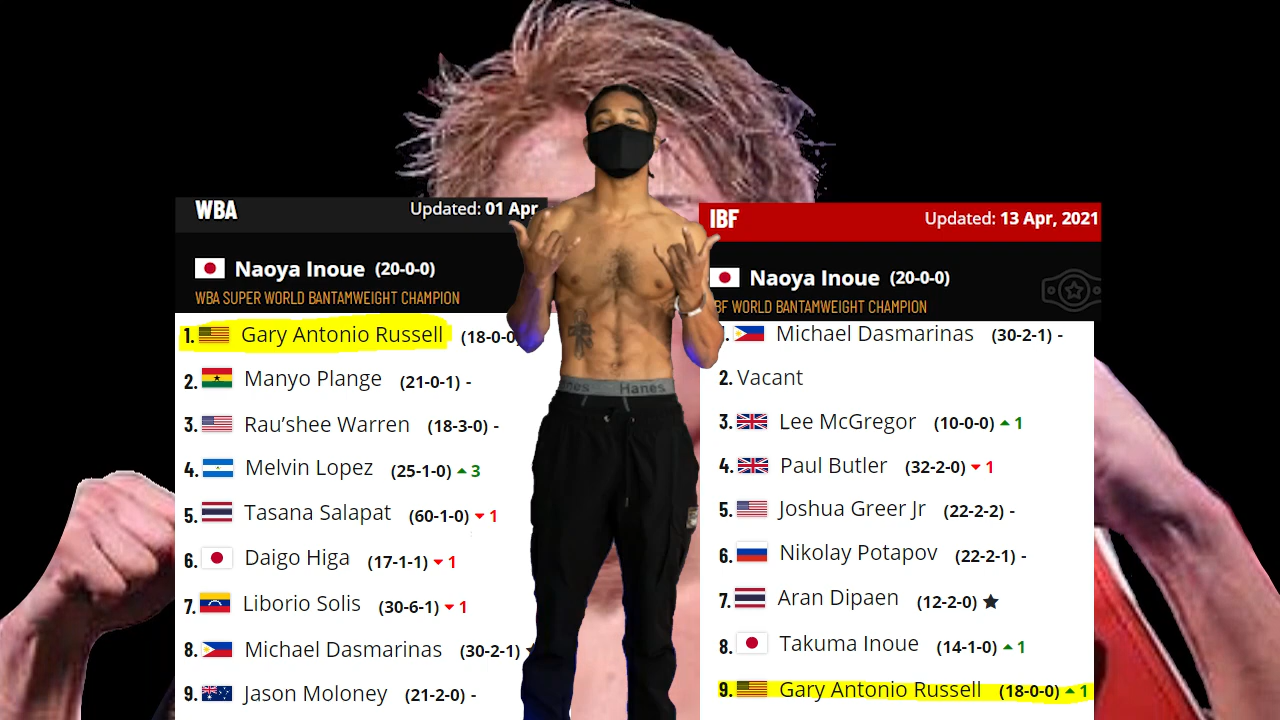 WBA Updated: 01 Apr
Naoya Inoue (20-0-0)
WBA SUPER WORLD BANTAMWEIGHT CHAMPION
1. Gary Antonio Russell (18-0-0)
2. Manyo Plange (21-0-1) -
3. Rau’shee Warren (18-3-0) -
4. Melvin Lopez (25-1-0) ▲ 3
5. Tasana Salapat (60-1-0) ▼ 1
6. Daigo Higa (17-1-1) ▼ 1
7. Liborio Solis (30-6-1) ▼ 1
8. Michael Dasmarinas (30-2-1) ★
9. Jason Moloney (21-2-0) -
Hanes
IBF Updated: 13 Apr, 2021
Naoya Inoue (20-0-0)
IBF WORLD BANTAMWEIGHT CHAMPION
1. Michael Dasmarinas (30-2-1) -
2. Vacant
3. Lee McGregor (10-0-0) ▲ 1
4. Paul Butler (32-2-0) ▼ 1
5. Joshua Greer Jr (22-2-2) -
6. Nikolay Potapov (22-2-1) -
7. Aran Dipaen (12-2-0) ★
8. Takuma Inoue (14-1-0) ▲ 1
9. Gary Antonio Russell (18-0-0) ▲ 1